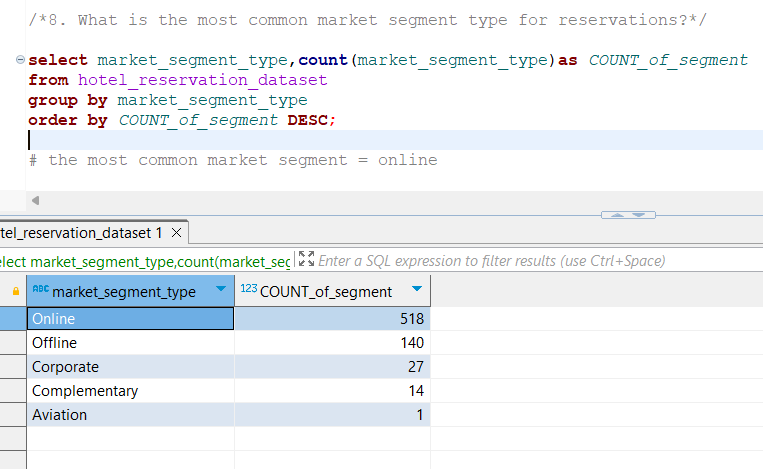 /*8. What is the most common market segment type for reservations?*/
select market_segment_type,count(market_segment_type)as COUNT_of_segment
from hotel_reservation_dataset
group by market_segment_type
order by COUNT_of_segment DESC;
# the most common market segment = online
tel_reservation_dataset 1
elect market_segment_type,count(market_seg Enter a SQL expression to filter results (use Ctrl+Space)
ABC market_segment_type 123 COUNT_of_segment
Online 518
Offline 140
Corporate 27
Complementary 14
Aviation 1